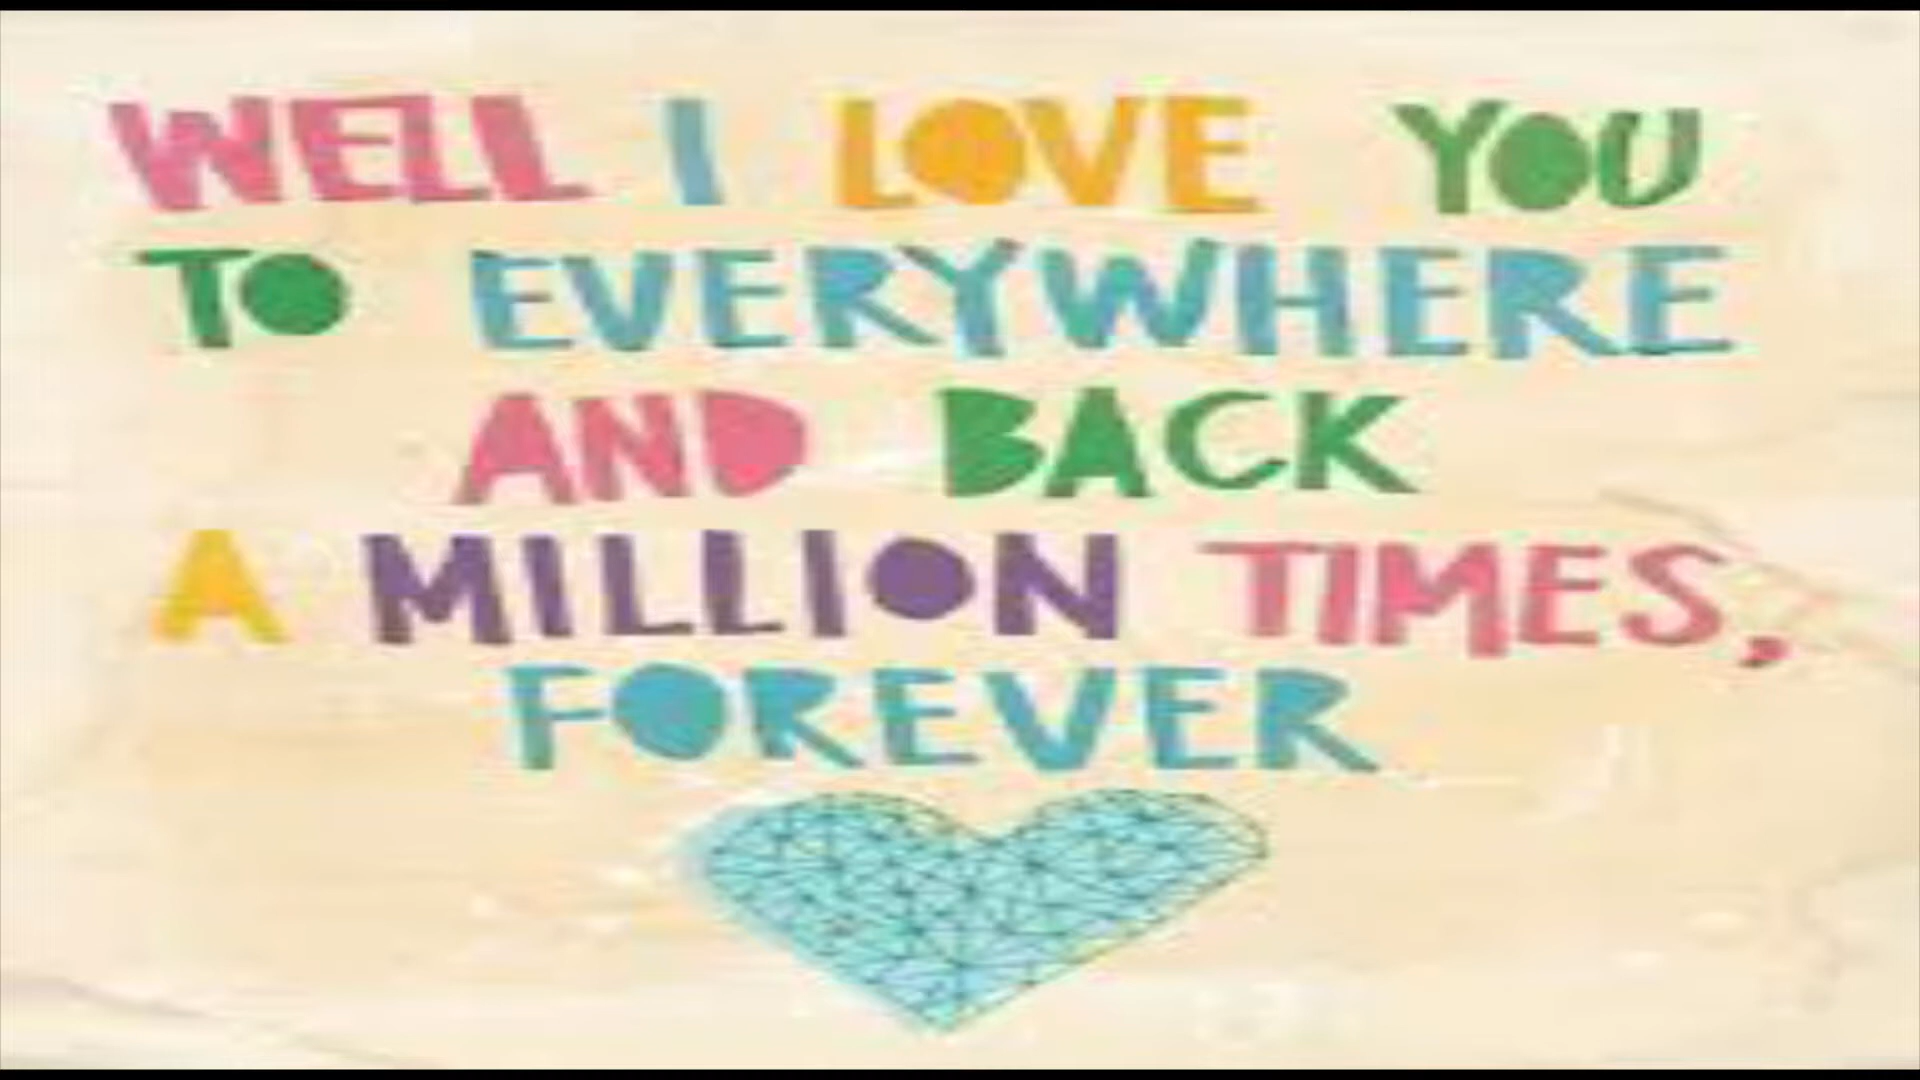 WELL I LOVE YOU
TO EVERYWHERE
AND BACK
A MILLION TIMES,
FOREVER